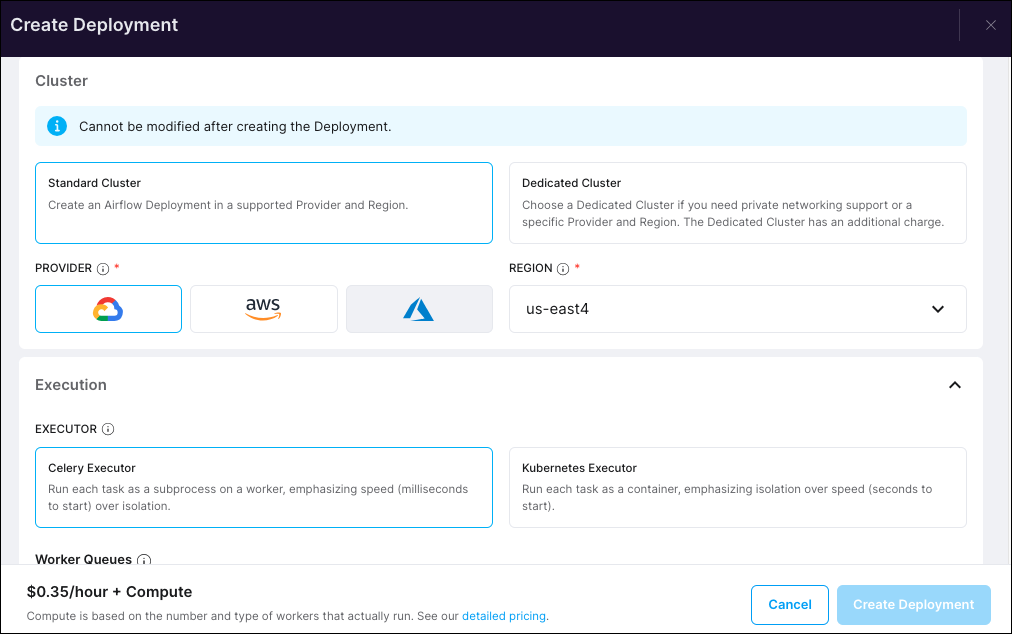 Create Deployment
Cluster
Cannot be modified after creating the Deployment.
Standard Cluster
Create an Airflow Deployment in a supported Provider and Region.
Dedicated Cluster
Choose a Dedicated Cluster if you need private networking support or a
specific Provider and Region. The Dedicated Cluster has an additional charge.
PROVIDER *
aws
REGION *
us-east4
Execution
EXECUTOR
Celery Executor
Run each task as a subprocess on a worker, emphasizing speed (milliseconds
to start) over isolation.
Kubernetes Executor
Run each task as a container, emphasizing isolation over speed (seconds to
start).
Worker Queues
$0.35/hour + Compute
Compute is based on the number and type of workers that actually run. See our detailed pricing.
Cancel
Create Deployment